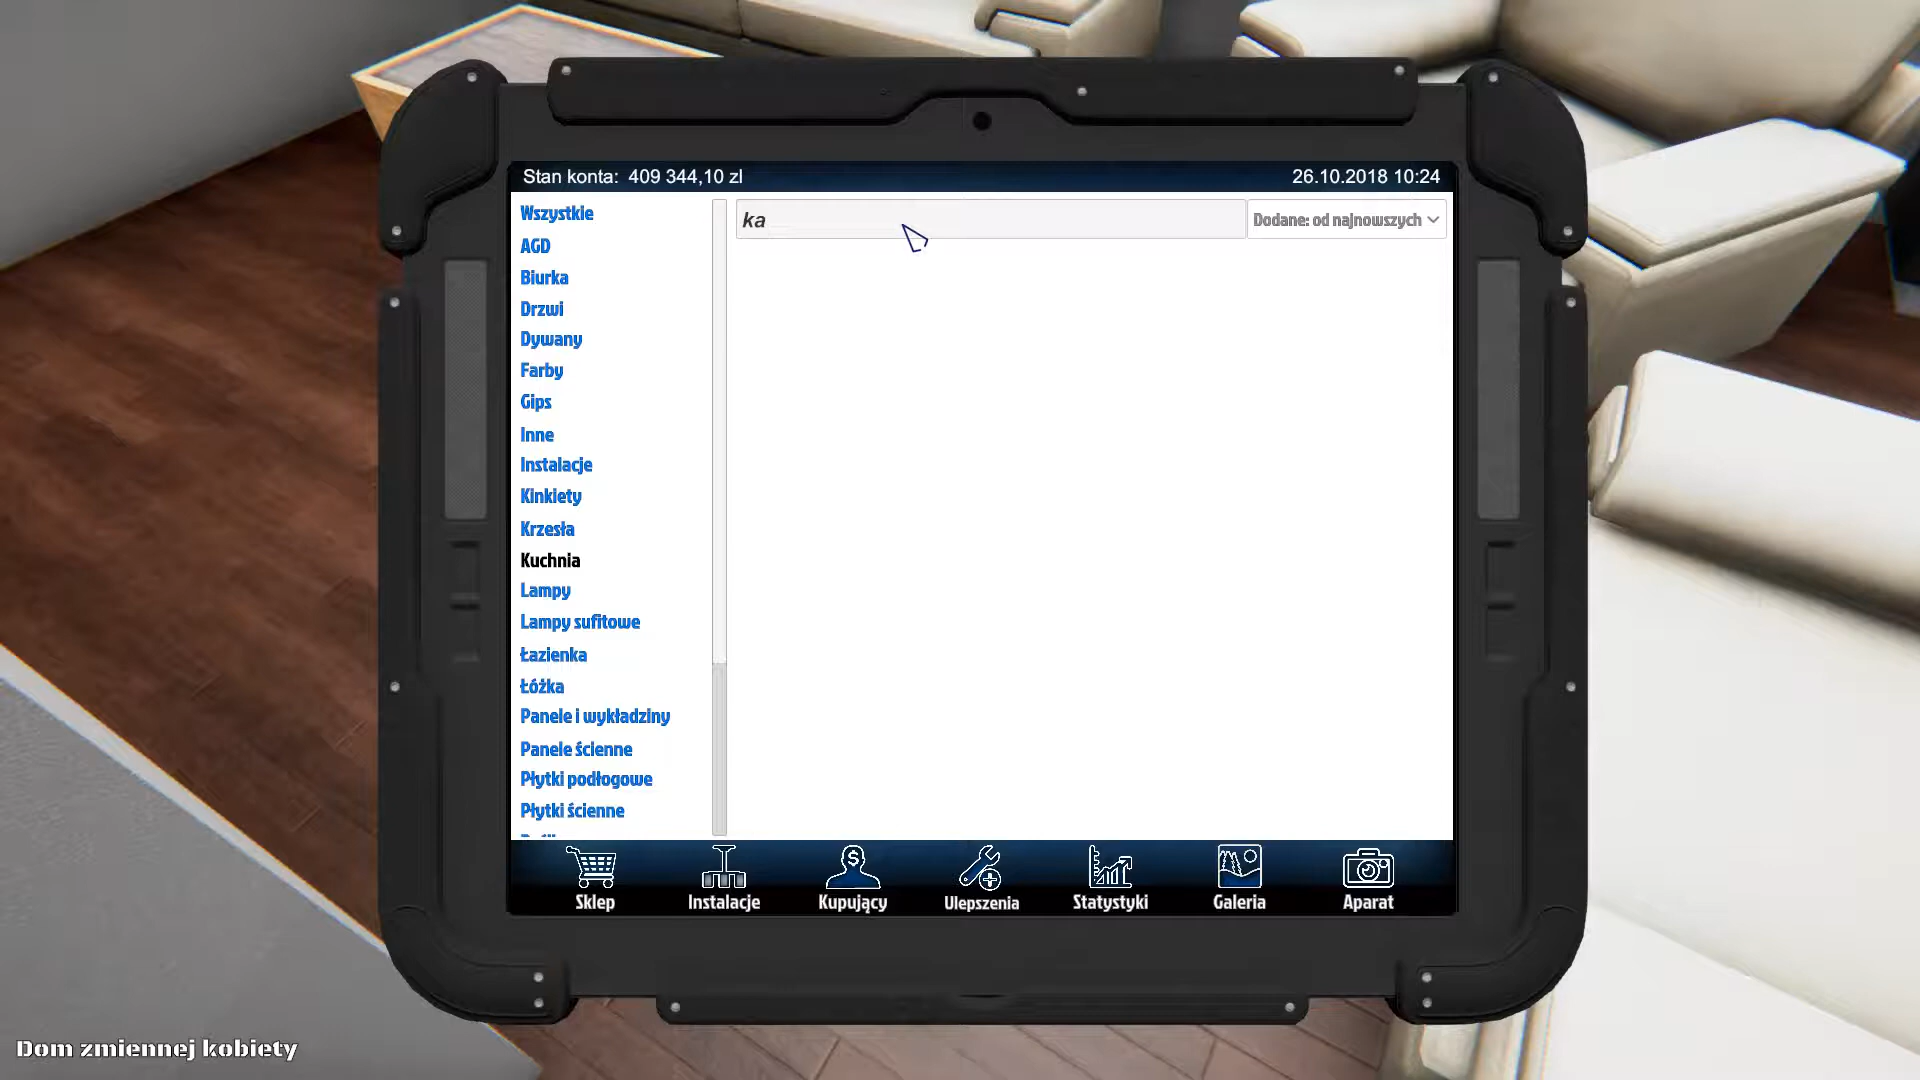 Stan konta: 409 344,10 zl
26.10.2018 10:24
Wszystkie
AGD
Biurka
Drzwi
Dywany
Farby
Gips
Inne
Instalacje
Kinkiety
Krzesła
Kuchnia
Lampy
Lampy sufitowe
Łazienka
Łóżka
Panele i wykładziny
Panele ścienne
Płytki podłogowe
Płytki ścienne
ka
Dodane: od najnowszych
Sklep
Instalacje
Kupujący
Ulepszenia
Statystyki
Galeria
Aparat
Dom zmiennej kobiety